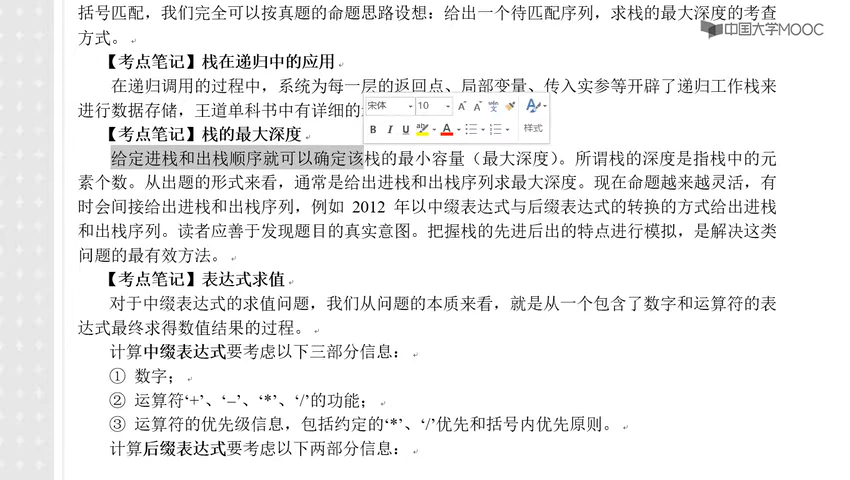 括号匹配，我们完全可以按真题的命题思路设想：给出一个待匹配序列，求栈的最大深度的考查
方式。
中国大学MOOC
【考点笔记】栈在递归中的应用
在递归调用的过程中，系统为每一层的返回点、局部变量、传入实参等开辟了递归工作栈来
进行数据存储，王道单科书中有详细的
宋体 10
B I U ab A 样式
【考点笔记】栈的最大深度
给定进栈和出栈顺序就可以确定该栈的最小容量（最大深度）。所谓栈的深度是指栈中的元
素个数。从出题的形式来看，通常是给出进栈和出栈序列求最大深度。现在命题越来越灵活，有
时会间接给出进栈和出栈序列，例如 2012 年以中缀表达式与后缀表达式的转换的方式给出进栈
和出栈序列。读者应善于发现题目的真实意图。把握栈的先进后出的特点进行模拟，是解决这类
问题的最有效方法。
【考点笔记】表达式求值
对于中缀表达式的求值问题，我们从问题的本质来看，就是从一个包含了数字和运算符的表
达式最终求得数值结果的过程。
计算中缀表达式要考虑以下三部分信息：
① 数字；
② 运算符‘+’、‘−’、‘*’、‘/’的功能；
③ 运算符的优先级信息，包括约定的‘*’、‘/’优先和括号内优先原则。
计算后缀表达式要考虑以下两部分信息：